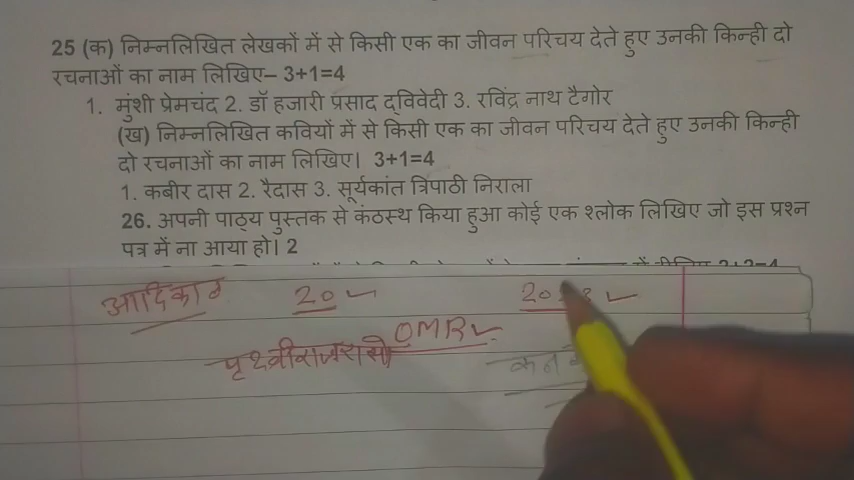 25 (क) निम्नलिखित लेखकों में से किसी एक का जीवन परिचय देते हुए उनकी किन्ही दो
रचनाओं का नाम लिखिए– 3+1=4
1. मुंशी प्रेमचंद 2. डॉ हजारी प्रसाद द्विवेदी 3. रविंद्र नाथ टैगोर
(ख) निम्नलिखित कवियों में से किसी एक का जीवन परिचय देते हुए उनकी किन्ही
दो रचनाओं का नाम लिखिए। 3+1=4
1. कबीर दास 2. रैदास 3. सूर्यकांत त्रिपाठी निराला
26. अपनी पाठ्य पुस्तक से कंठस्थ किया हुआ कोई एक श्लोक लिखिए जो इस प्रश्न
पत्र में ना आया हो। 2
आदिकाल 20
OMR
पृथ्वीराजरासो